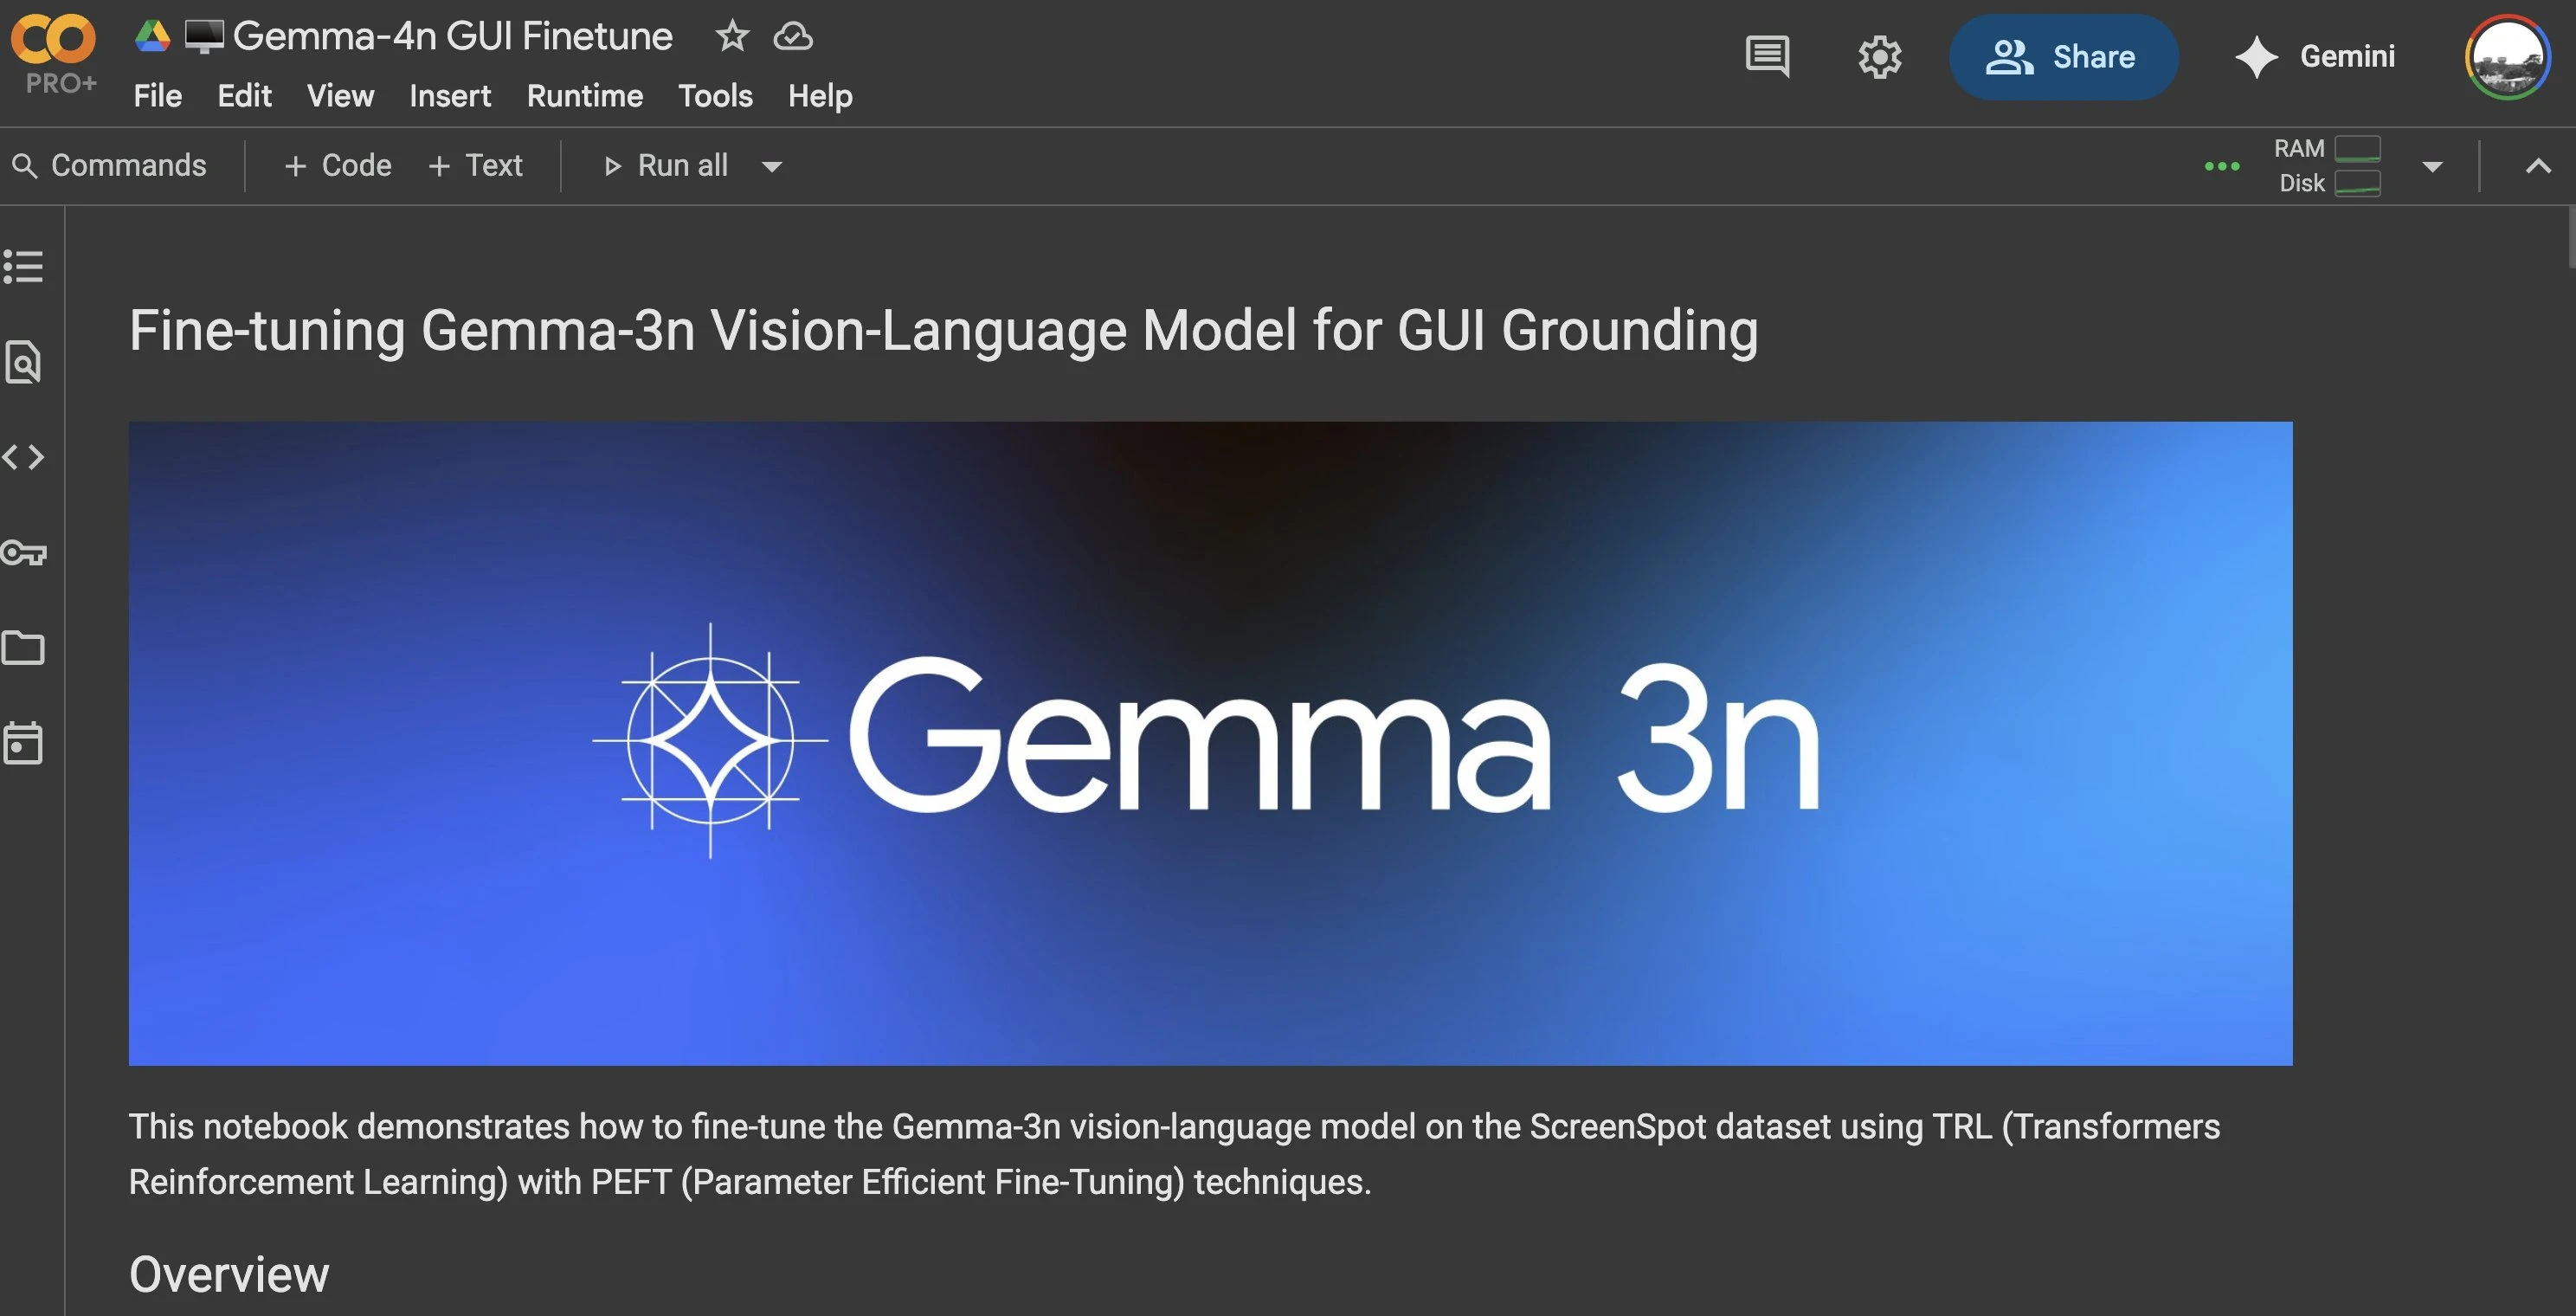 Gemma-4n GUI Finetune
PRO+
File Edit View Insert Runtime Tools Help
Share
Gemini
Commands
+ Code + Text
Run all
RAM
Disk
Fine-tuning Gemma-3n Vision-Language Model for GUI Grounding
Gemma 3n
This notebook demonstrates how to fine-tune the Gemma-3n vision-language model on the ScreenSpot dataset using TRL (Transformers
Reinforcement Learning) with PEFT (Parameter Efficient Fine-Tuning) techniques.
Overview